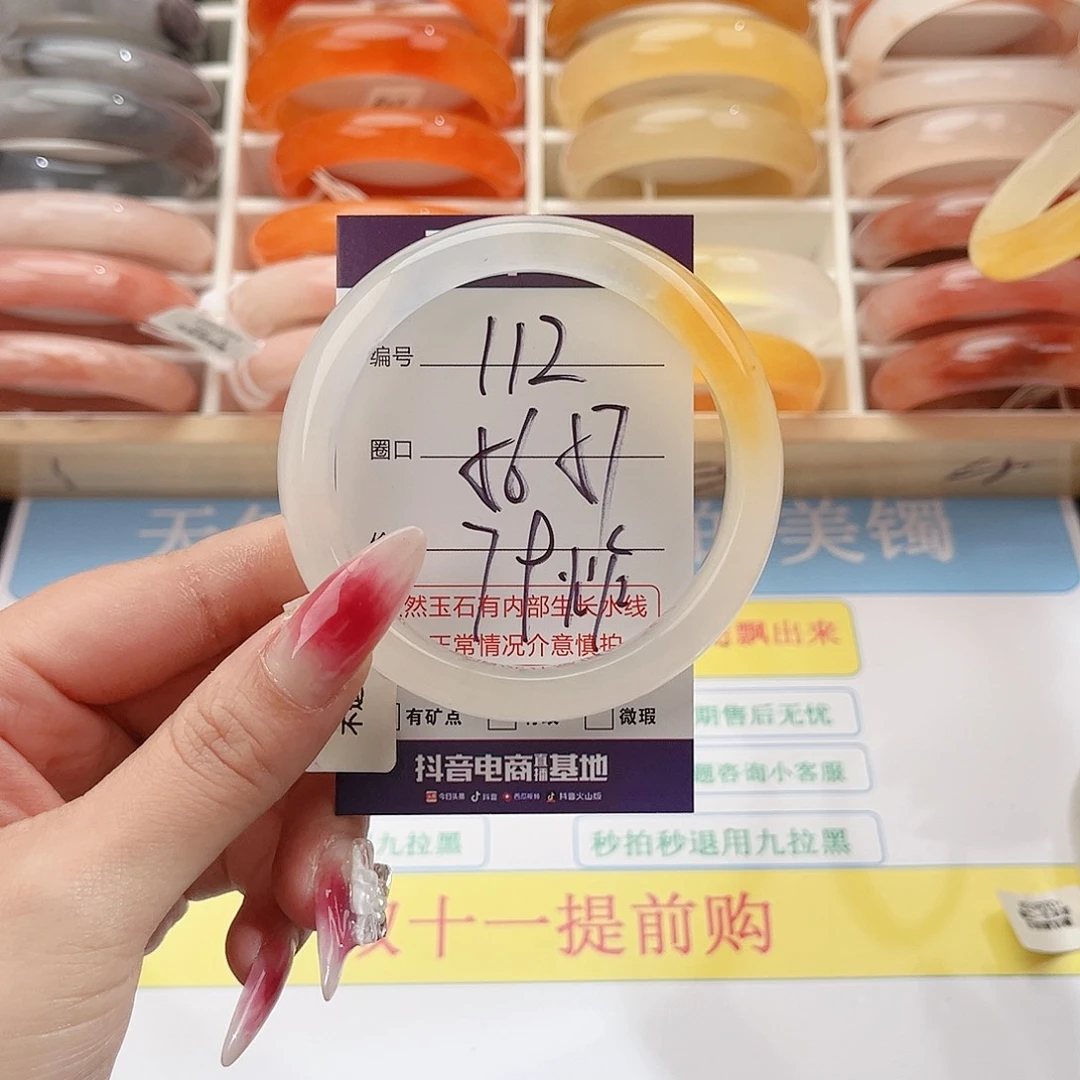 编号 112
圈口 56 57
然玉石有内部生长水线
正常情况介意慎拍
有矿点
微瑕
抖音电商直播基地
今日头条 抖音 西瓜视频 抖音火山版
美镯
飘出来
期售后无忧
咨询小客服
九拉黑
秒拍秒退用九拉黑
十一提前购